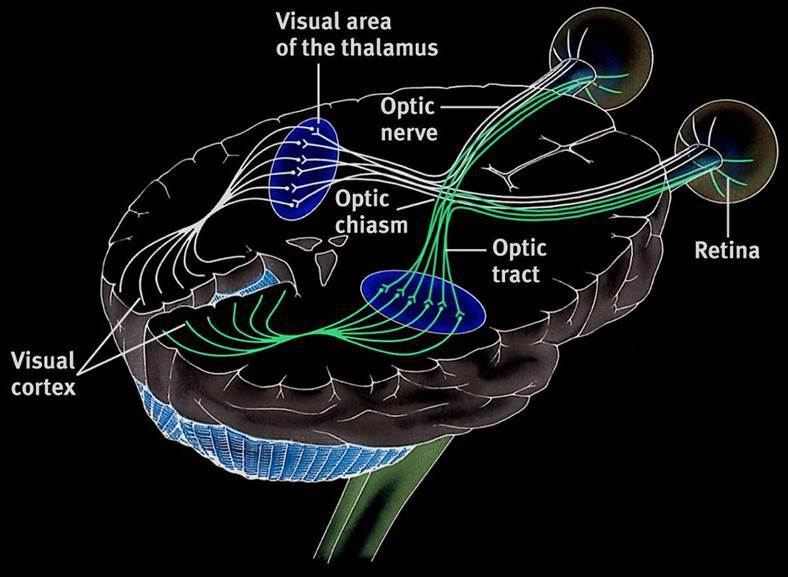 Visual area
of the thalamus
Optic
nerve
Optic
chiasm
Optic
tract
Retina
Visual
cortex